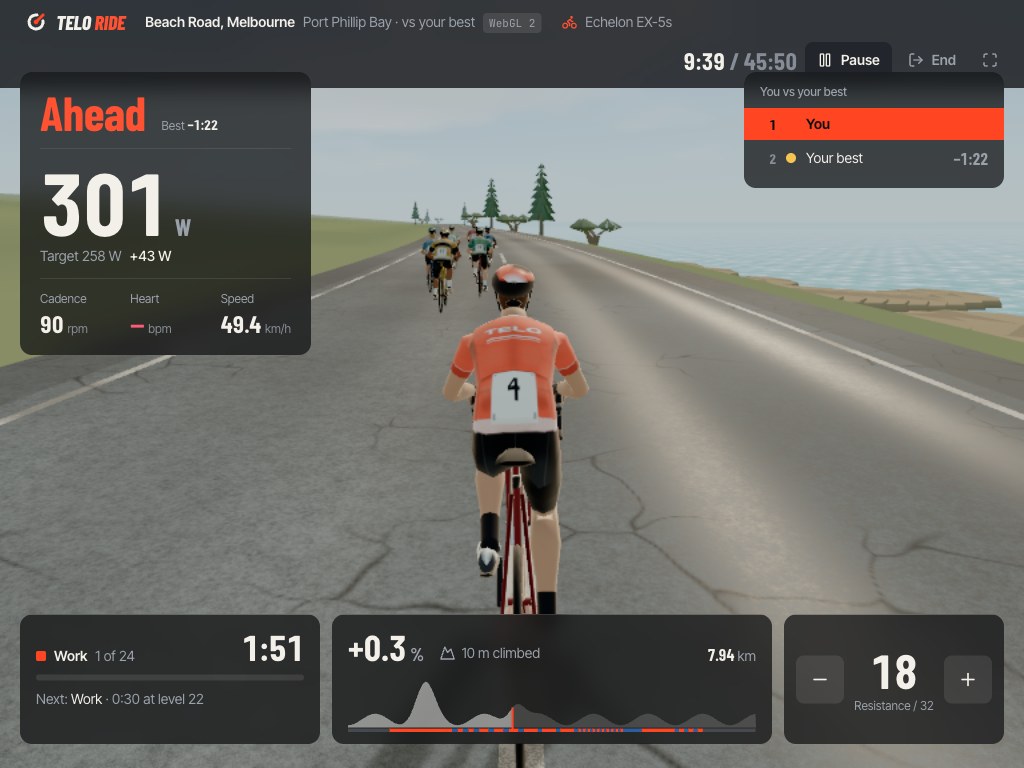 TELO RIDE Beach Road, Melbourne Port Phillip Bay · vs your best WebGL 2 Echelon EX-5s
9:39 / 45:50 Pause End
Ahead Best −1:22
301 W
Target 258 W +43 W
Cadence Heart Speed
90 rpm — bpm 49.4 km/h
You vs your best
1 You
2 Your best −1:22
TELO
4
Work 1 of 24 1:51
Next: Work · 0:30 at level 22
+0.3 % 10 m climbed 7.94 km
− 18 +
Resistance / 32